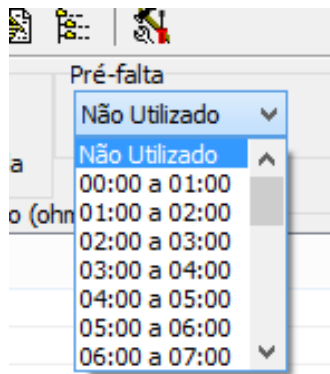 Pré-falta
Não Utilizado
Não Utilizado
a
00:00 a 01:00
o (ohm
01:00 a 02:00
02:00 a 03:00
03:00 a 04:00
04:00 a 05:00
05:00 a 06:00
06:00 a 07:00